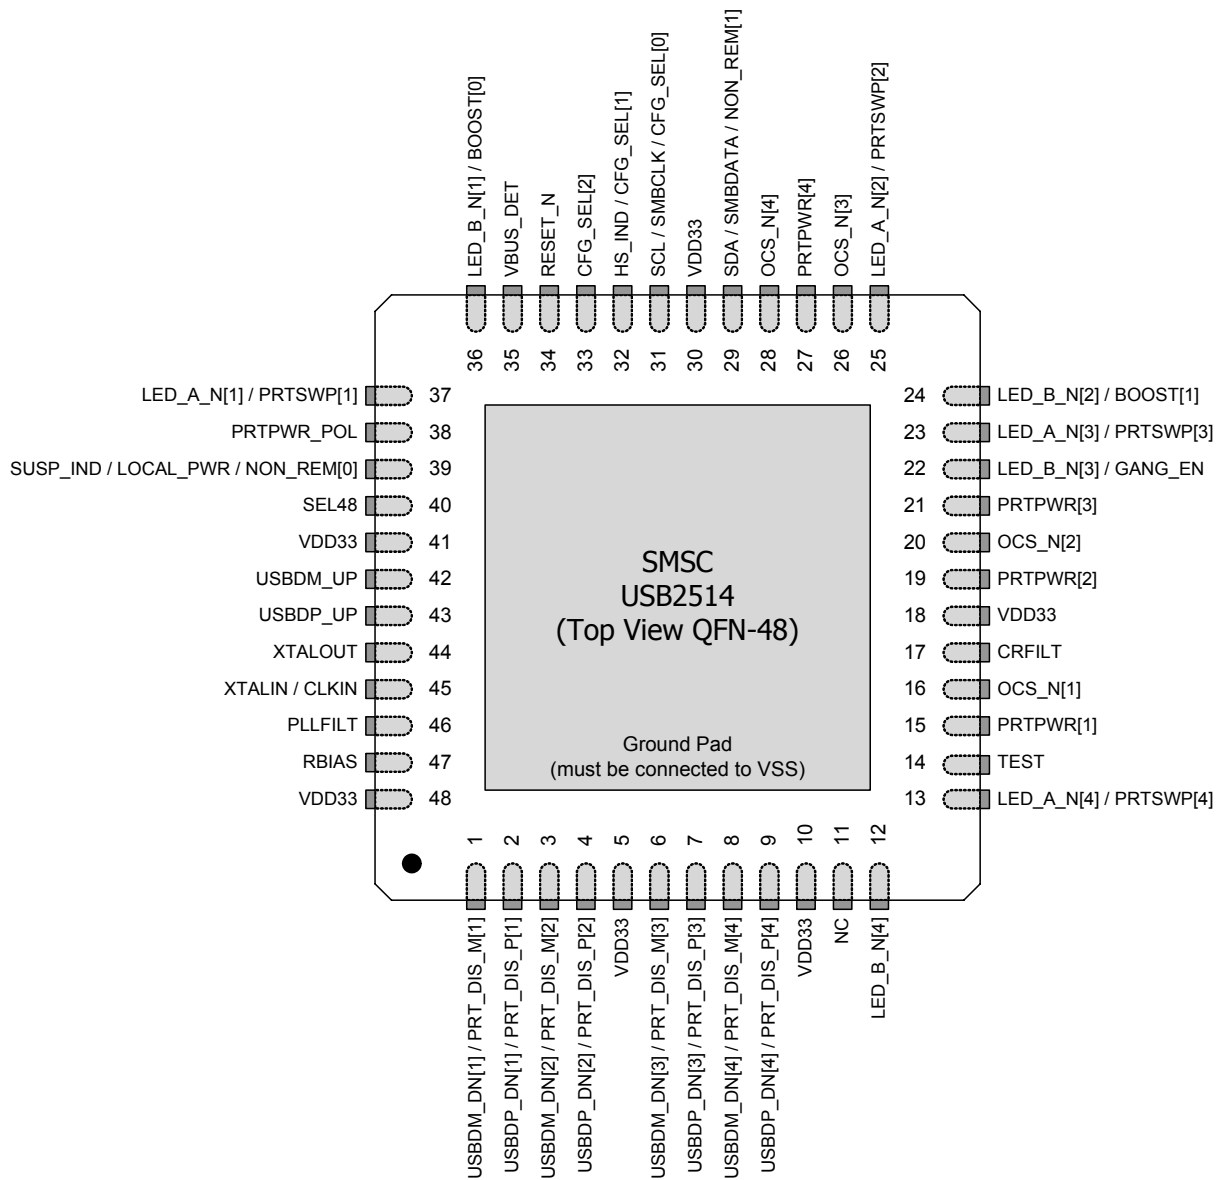 LED_B_N[1] / BOOST[0]
VBUS_DET
RESET_N
CFG_SEL[2]
HS_IND / CFG_SEL[1]
SCL / SMBCLK / CFG_SEL[0]
VDD33
SDA / SMBDATA / NON_REM[1]
OCS_N[4]
PRTPWR[4]
OCS_N[3]
LED_A_N[2] / PRTSWP[2]
36
35
34
33
32
31
30
29
28
27
26
25
LED_A_N[1] / PRTSWP[1] 37
PRTPWR_POL 38
SUSP_IND / LOCAL_PWR / NON_REM[0] 39
SEL48 40
VDD33 41
USBDM_UP 42
USBDP_UP 43
XTALOUT 44
XTALIN / CLKIN 45
PLLFILT 46
RBIAS 47
VDD33 48
SMSC
USB2514
(Top View QFN-48)
Ground Pad
(must be connected to VSS)
24 LED_B_N[2] / BOOST[1]
23 LED_A_N[3] / PRTSWP[3]
22 LED_B_N[3] / GANG_EN
21 PRTPWR[3]
20 OCS_N[2]
19 PRTPWR[2]
18 VDD33
17 CRFILT
16 OCS_N[1]
15 PRTPWR[1]
14 TEST
13 LED_A_N[4] / PRTSWP[4]
1
2
3
4
5
6
7
8
9
10
11
12
USBDM_DN[1] / PRT_DIS_M[1]
USBDP_DN[1] / PRT_DIS_P[1]
USBDM_DN[2] / PRT_DIS_M[2]
USBDP_DN[2] / PRT_DIS_P[2]
VDD33
USBDM_DN[3] / PRT_DIS_M[3]
USBDP_DN[3] / PRT_DIS_P[3]
USBDM_DN[4] / PRT_DIS_M[4]
USBDP_DN[4] / PRT_DIS_P[4]
VDD33
NC
LED_B_N[4]